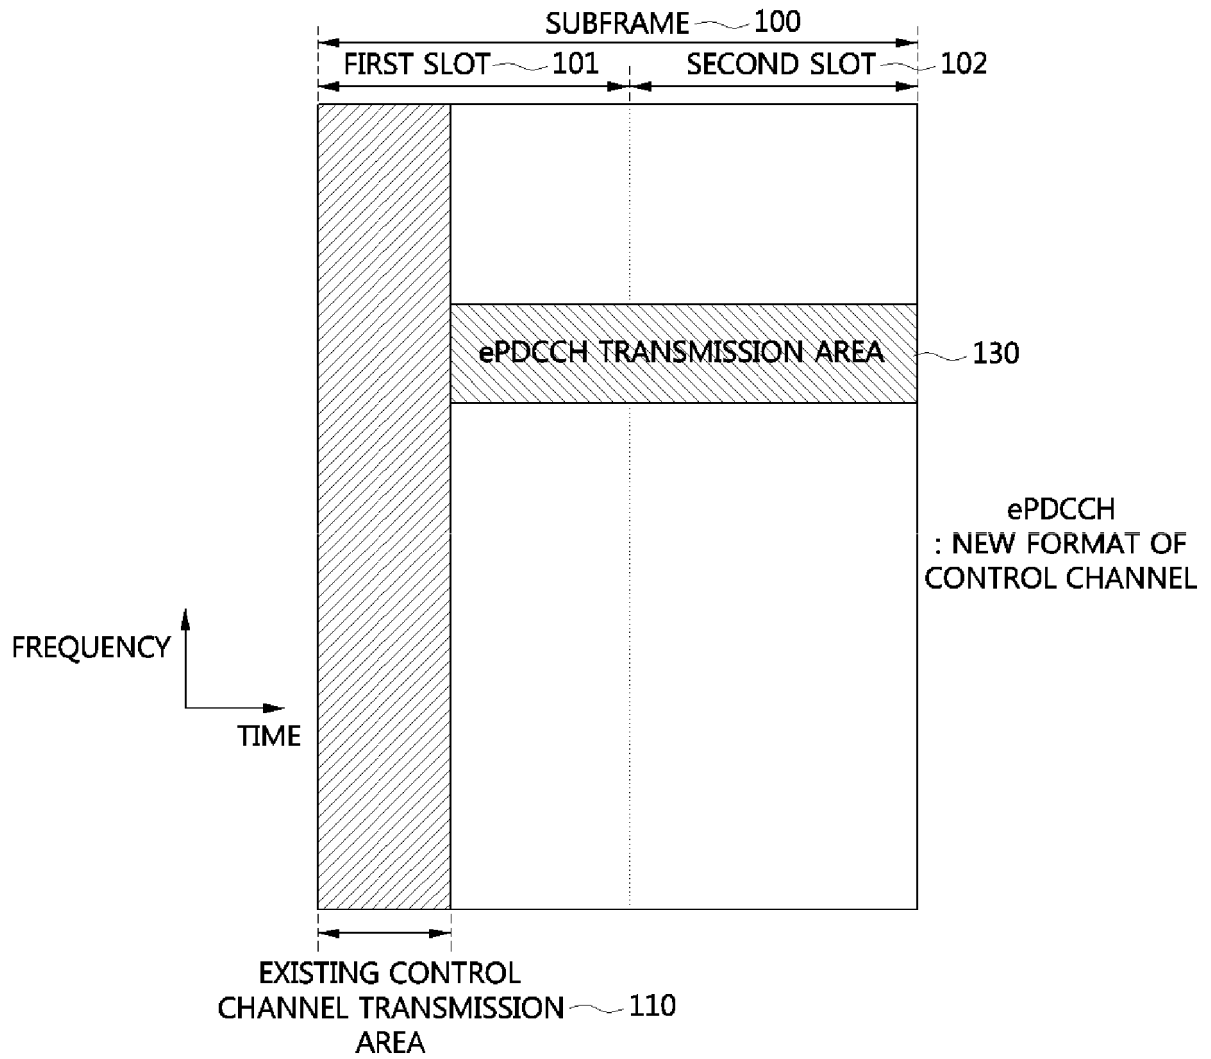 SUBFRAME 100
FIRST SLOT 101
SECOND SLOT 102
ePDCCH TRANSMISSION AREA 130
ePDCCH
: NEW FORMAT OF
CONTROL CHANNEL
FREQUENCY
TIME
EXISTING CONTROL
CHANNEL TRANSMISSION 110
AREA